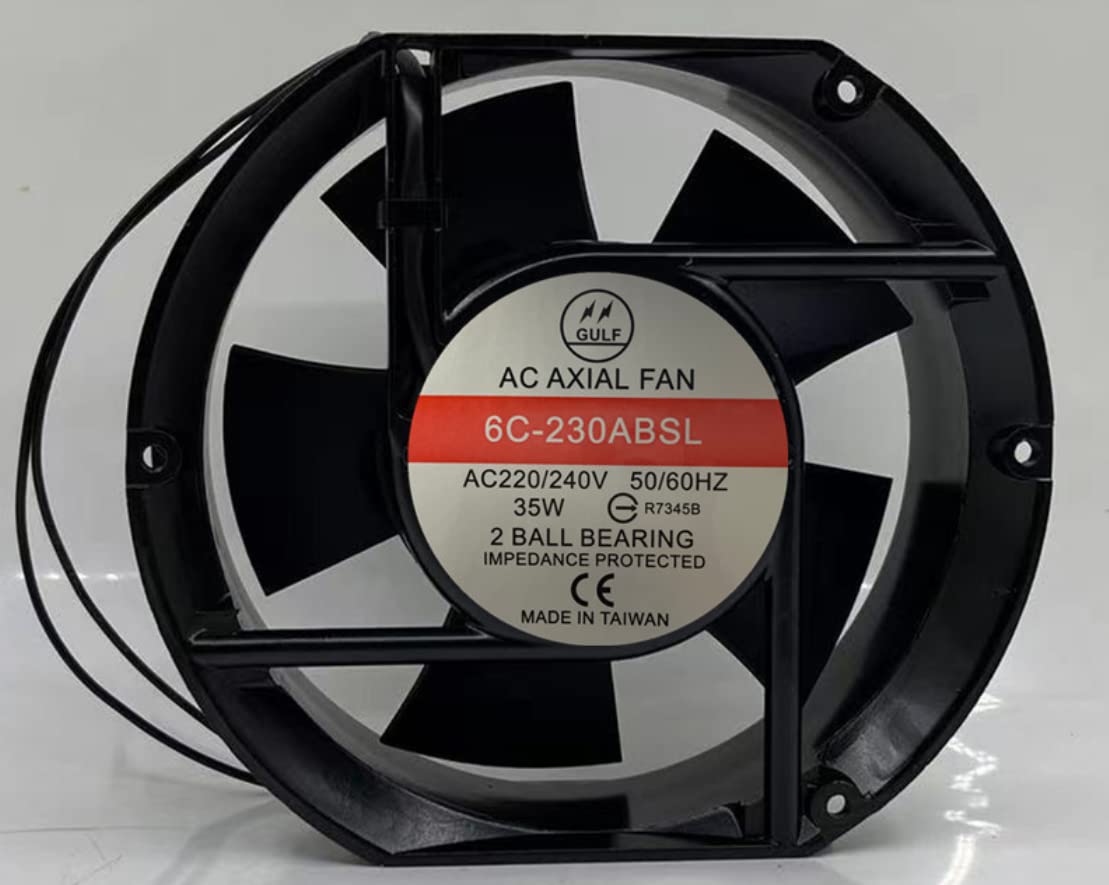 GULF
AC AXIAL FAN
6C-230ABSL
AC220/240V 50/60HZ
35W R7345B
2 BALL BEARING
IMPEDANCE PROTECTED
CE
MADE IN TAIWAN